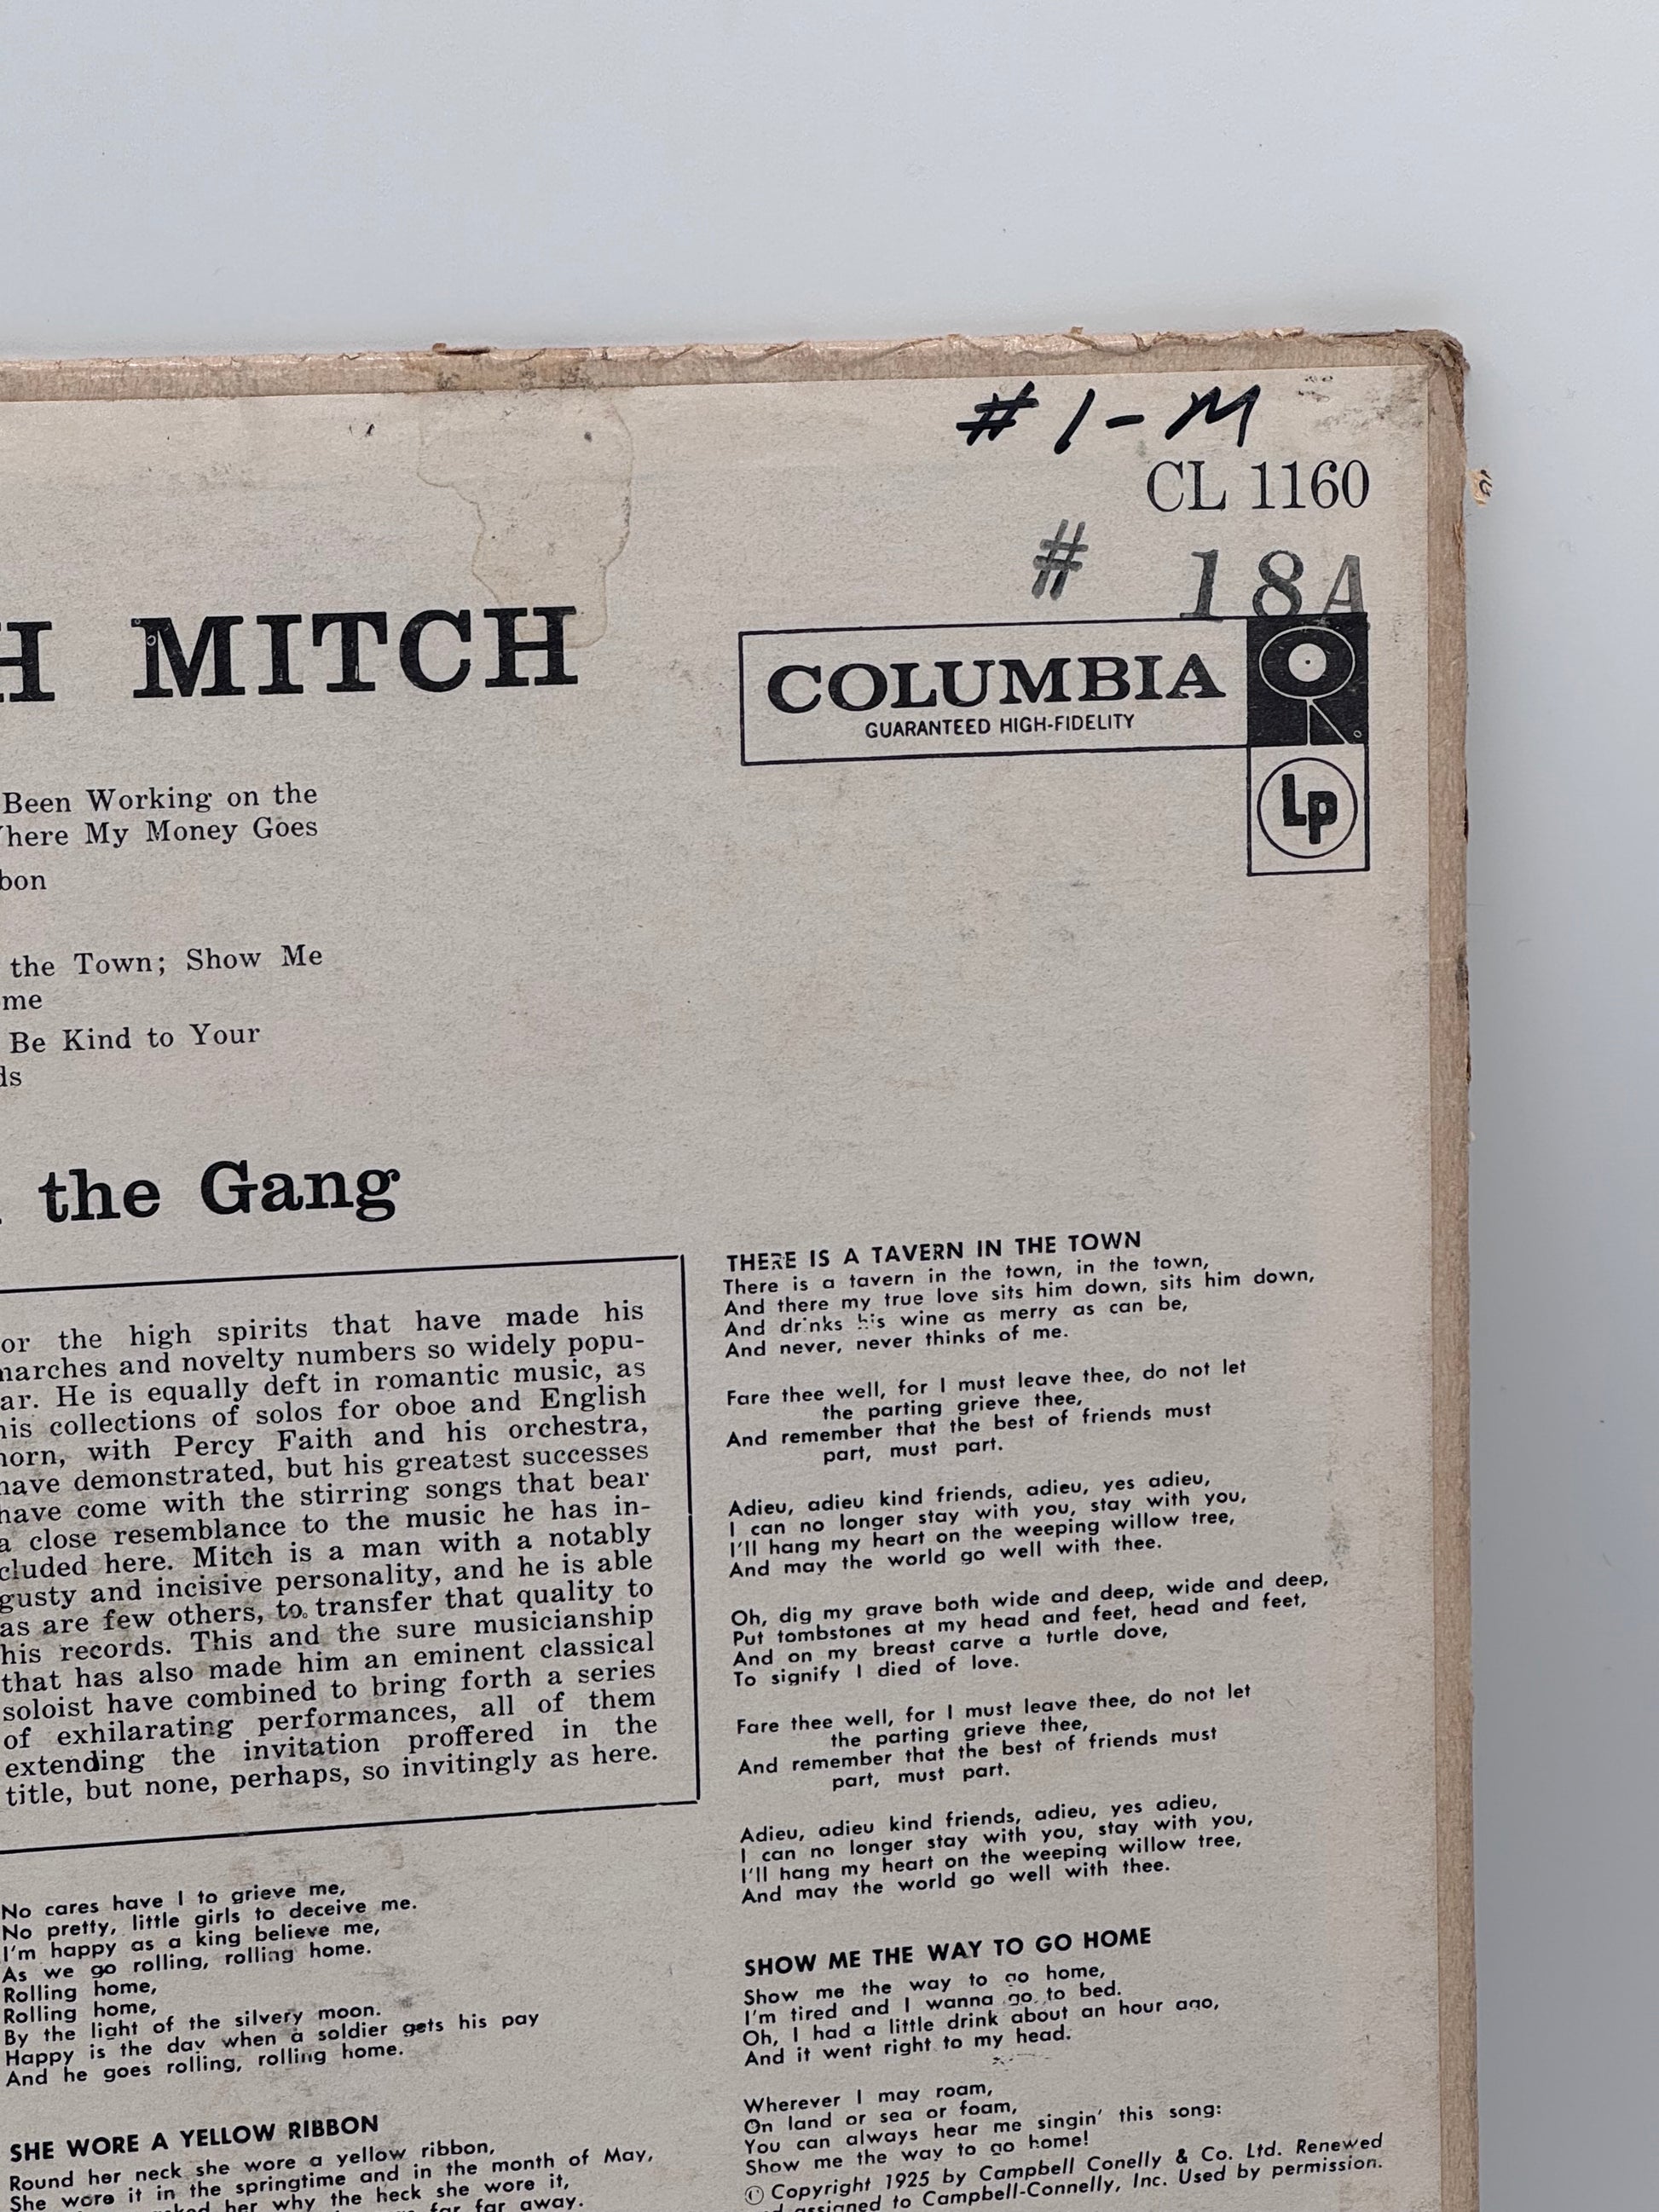 # 1-M
CL 1160
# 18A
MITCH
COLUMBIA
GUARANTEED HIGH-FIDELITY
Lp
Been Working on the
Where My Money Goes
the Town; Show Me
Be Kind to Your
the Gang
or the high spirits that have made his
marches and novelty numbers so widely popu-
ar. He is equally deft in romantic music, as
his collections of solos for oboe and English
horn, with Percy Faith and his orchestra,
have demonstrated, but his greatest successes
have come with the stirring songs that bear
a close resemblance to the music he has in-
cluded here. Mitch is a man with a notably
gusty and incisive personality, and he is able
as are few others, to transfer that quality to
his records. This and the sure musicianship
that has also made him an eminent classical
soloist have combined to bring forth a series
of exhilarating performances, all of them
extending the invitation proffered in the
title, but none, perhaps, so invitingly as here.
No cares have I to grieve me,
No pretty, little girls to deceive me.
I'm happy as a king believe me,
As we go rolling, rolling home.
Rolling home,
Rolling home,
By the light of the silvery moon.
Happy is the day when a soldier gets his pay
And he goes rolling, rolling home.
SHE WORE A YELLOW RIBBON
Round her neck she wore a yellow ribbon,
She wore it in the springtime and in the month of May,
her why the heck she wore it,
far far away.
THERE IS A TAVERN IN THE TOWN
There is a tavern in the town, in the town,
And there my true love sits him down, sits him down,
And drinks his wine as merry as can be,
And never, never thinks of me.
Fare thee well, for I must leave thee, do not let
the parting grieve thee,
And remember that the best of friends must
part, must part.
Adieu, adieu kind friends, adieu, yes adieu,
I can no longer stay with you, stay with you,
I'll hang my heart on the weeping willow tree,
And may the world go well with thee.
Oh, dig my grave both wide and deep, wide and deep,
Put tombstones at my head and feet, head and feet,
And on my breast carve a turtle dove,
To signify I died of love.
Fare thee well, for I must leave thee, do not let
the parting grieve thee,
And remember that the best of friends must
part, must part.
Adieu, adieu kind friends, adieu, yes adieu,
I can no longer stay with you, stay with you,
I'll hang my heart on the weeping willow tree,
And may the world go well with thee.
SHOW ME THE WAY TO GO HOME
Show me the way to go home,
I'm tired and I wanna go to bed.
Oh, I had a little drink about an hour ago,
And it went right to my head.
Wherever I may roam,
On land or sea or foam,
You can always hear me singin' this song:
Show me the way to go home!
© Copyright 1925 by Campbell Conelly & Co. Ltd. Renewed
assigned to Campbell-Connelly, Inc. Used by permission.